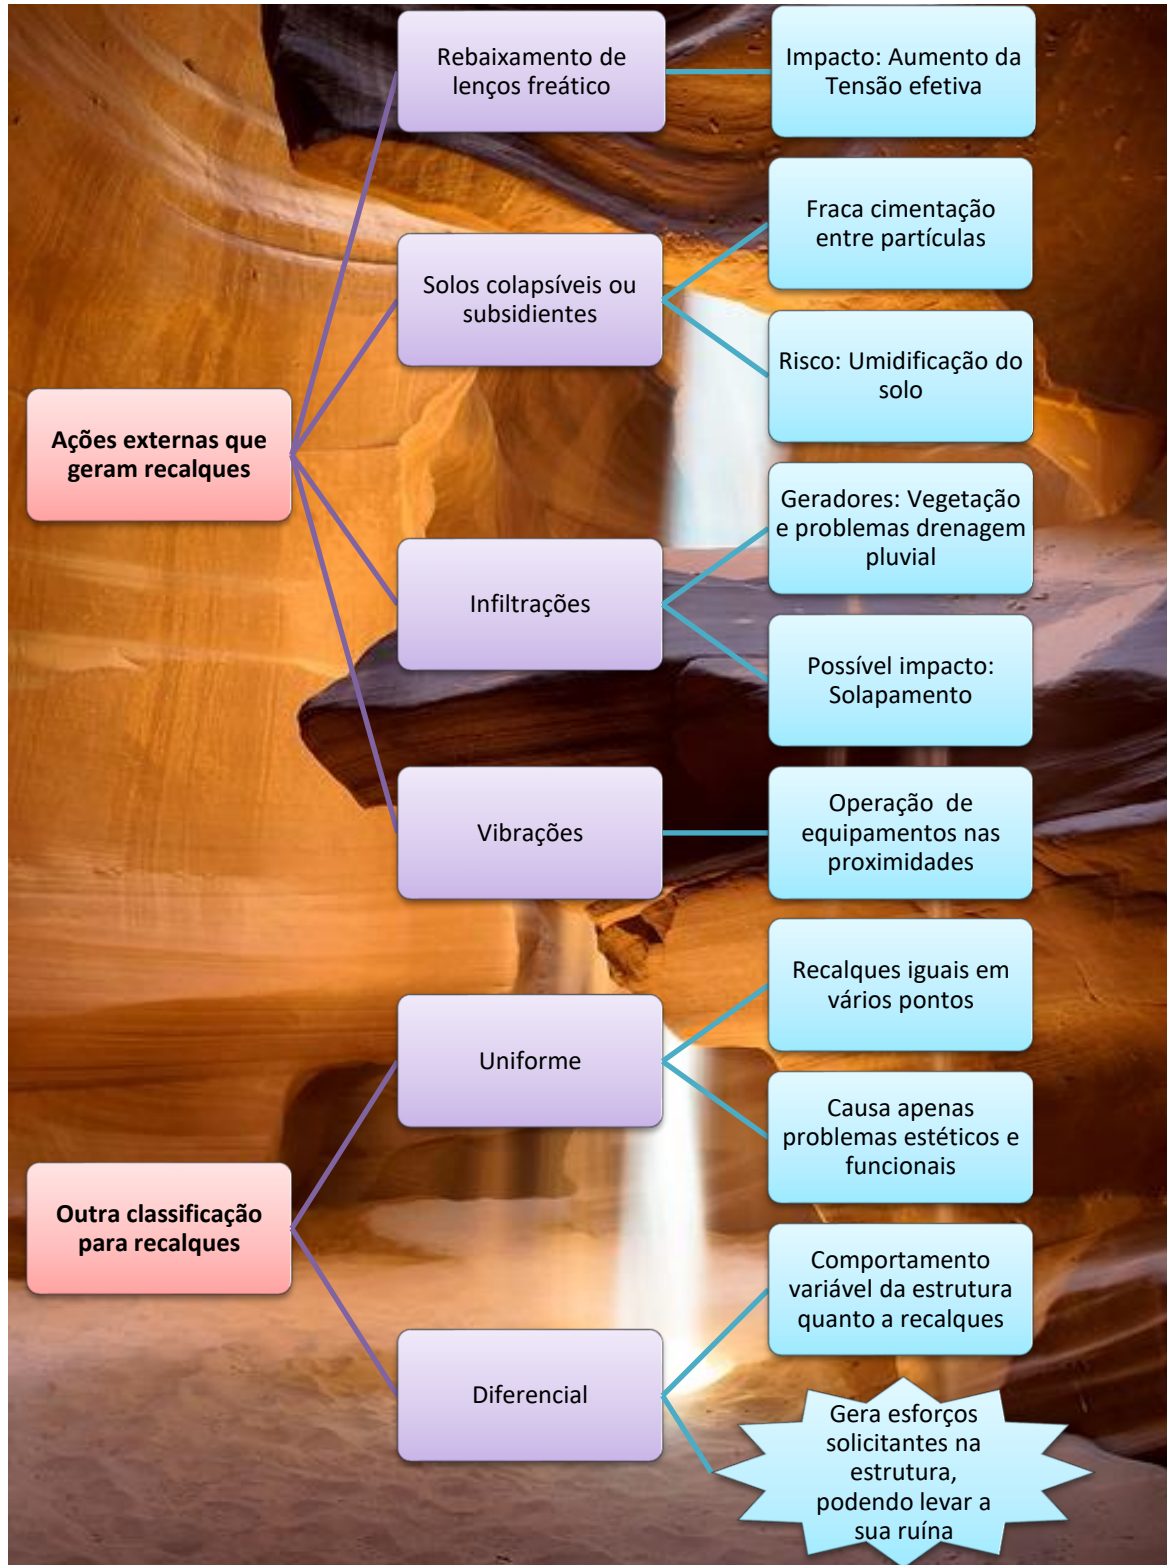 Rebaixamento de
lenços freático
Impacto: Aumento da
Tensão efetiva
Fraca cimentação
entre partículas
Solos colapsíveis ou
subsidientes
Risco: Umidificação do
solo
Ações externas que
geram recalques
Geradores: Vegetação
e problemas drenagem
pluvial
Infiltrações
Possível impacto:
Solapamento
Vibrações
Operação  de
equipamentos nas
proximidades
Recalques iguais em
vários pontos
Uniforme
Causa apenas
problemas estéticos e
funcionais
Outra classificação
para recalques
Comportamento
variável da estrutura
quanto a recalques
Diferencial
Gera esforços
solicitantes na
estrutura,
podendo levar a
sua ruína